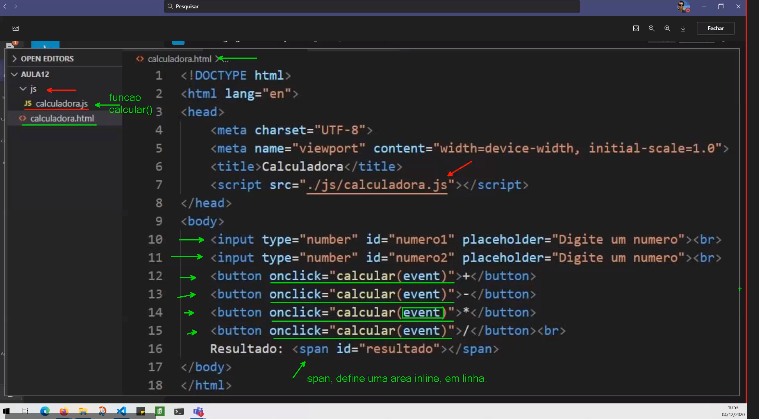 Pesquisar
Fechar
OPEN EDITORS
AULA12
js
JS calculadora.js
calculadora.html
funcao
calcular()
calculadora.html
1 <!DOCTYPE html>
2 <html lang="en">
3 <head>
4 <meta charset="UTF-8">
5 <meta name="viewport" content="width=device-width, initial-scale=1.0">
6 <title>Calculadora</title>
7 <script src="./js/calculadora.js"></script>
8 </head>
9 <body>
10 <input type="number" id="numero1" placeholder="Digite um numero"><br>
11 <input type="number" id="numero2" placeholder="Digite um numero"><br>
12 <button onclick="calcular(event)">+</button>
13 <button onclick="calcular(event)">-</button>
14 <button onclick="calcular(event)">*</button>
15 <button onclick="calcular(event)">/</button><br>
16 Resultado: <span id="resultado"></span>
17 </body>
18 </html>
span, define uma area inline, em linha